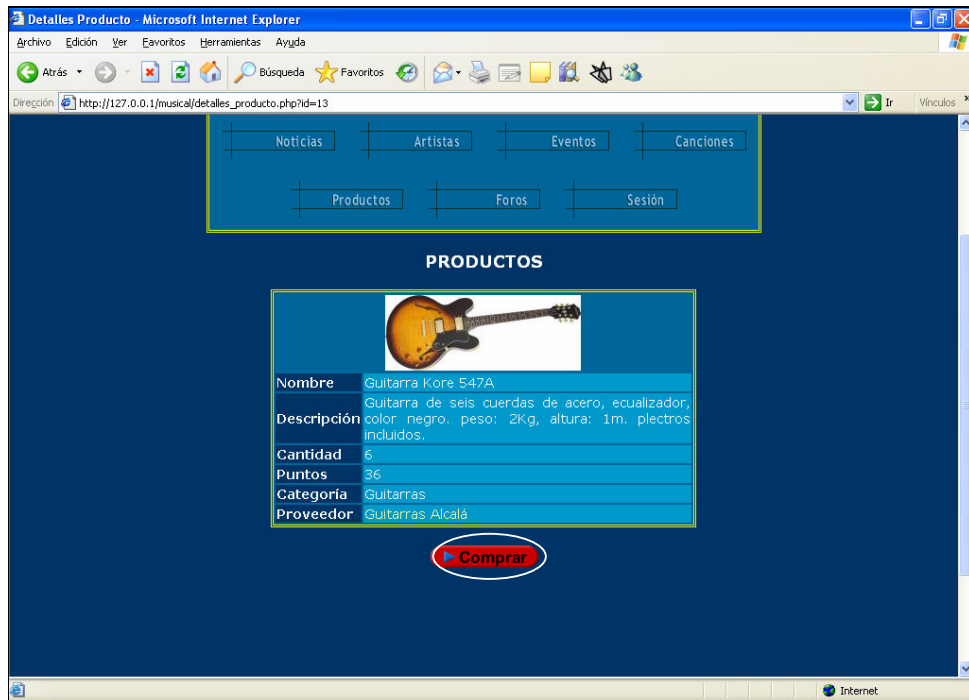 Detalles Producto - Microsoft Internet Explorer
Archivo Edición Ver Favoritos Herramientas Ayuda
Atrás Búsqueda Favoritos
Dirección http://127.0.0.1/musical/detalles_producto.php?id=13 Ir Vínculos »
Noticias Artistas Eventos Canciones
Productos Foros Sesión
PRODUCTOS
Nombre Guitarra Kore 547A
Descripción Guitarra de seis cuerdas de acero, ecualizador,
color negro. peso: 2Kg, altura: 1m. plectros
incluidos.
Cantidad 6
Puntos 36
Categoría Guitarras
Proveedor Guitarras Alcalá
Comprar
Internet